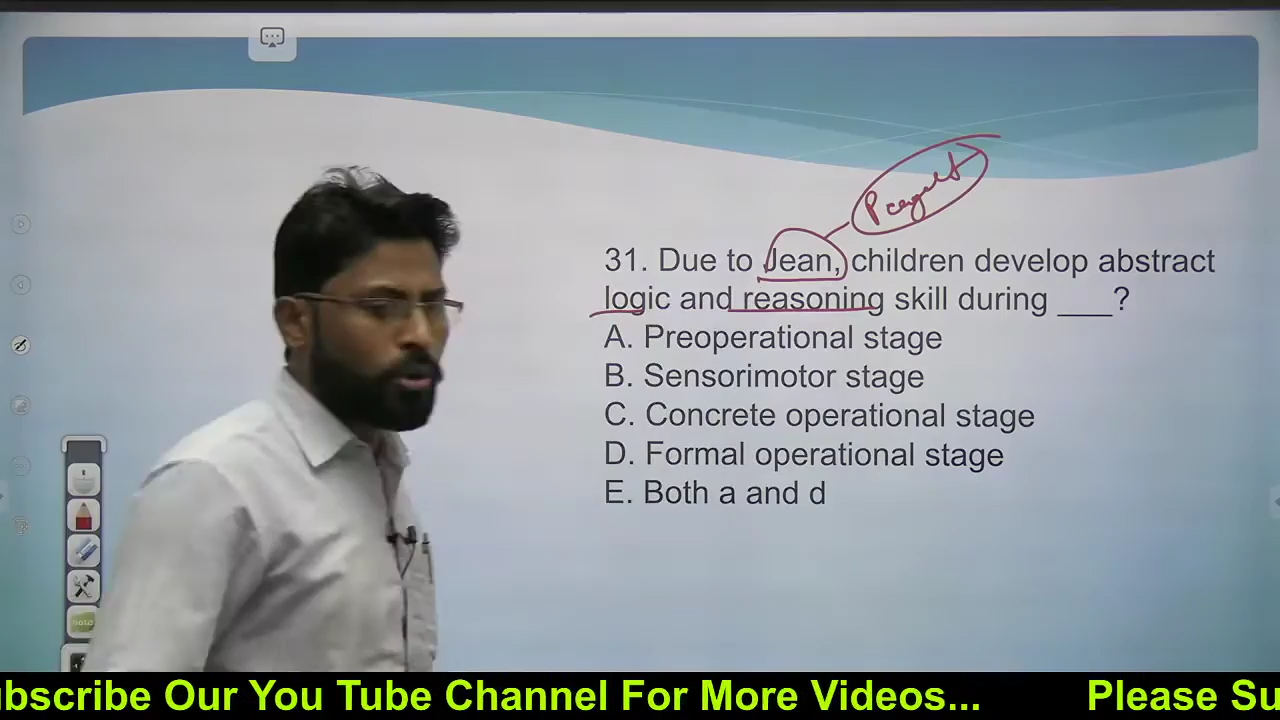 Piaget
31. Due to Jean, children develop abstract
logic and reasoning skill during ___?
A. Preoperational stage
B. Sensorimotor stage
C. Concrete operational stage
D. Formal operational stage
E. Both a and d
ubscribe Our You Tube Channel For More Videos... Please Su